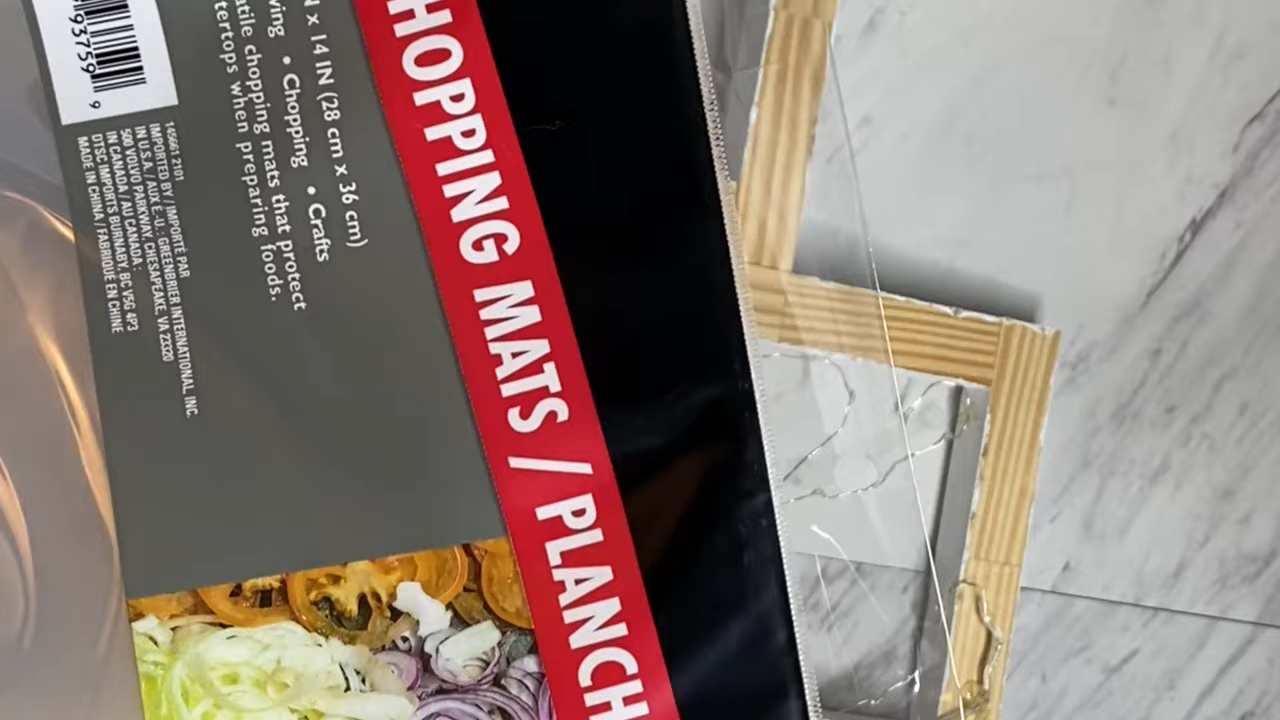 HOPPING MATS / PLANCH
N x 14 IN (28 cm x 36 cm)
ving • Chopping • Crafts
atile chopping mats that protect
tertops when preparing foods.
93759 9
145661 2101
IMPORTED BY / IMPORTÉ PAR
IN U.S.A. / AUX É.-U. : GREENBRIER INTERNATIONAL, INC.
500 VOLVO PARKWAY, CHESAPEAKE, VA 23320
IN CANADA / AU CANADA :
DTSC IMPORTS BURNABY, BC V5G 4P3
MADE IN CHINA / FABRIQUÉ EN CHINE